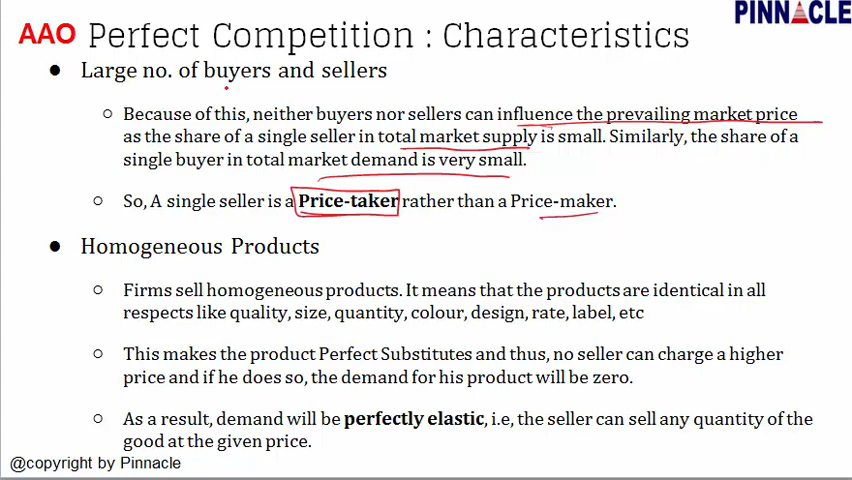 PINNACLE
AAO Perfect Competition : Characteristics
● Large no. of buyers and sellers
○ Because of this, neither buyers nor sellers can influence the prevailing market price
as the share of a single seller in total market supply is small. Similarly, the share of a
single buyer in total market demand is very small.
○ So, A single seller is a Price-taker rather than a Price-maker.
● Homogeneous Products
○ Firms sell homogeneous products. It means that the products are identical in all
respects like quality, size, quantity, colour, design, rate, label, etc
○ This makes the product Perfect Substitutes and thus, no seller can charge a higher
price and if he does so, the demand for his product will be zero.
○ As a result, demand will be perfectly elastic, i.e, the seller can sell any quantity of the
good at the given price.
@copyright by Pinnacle